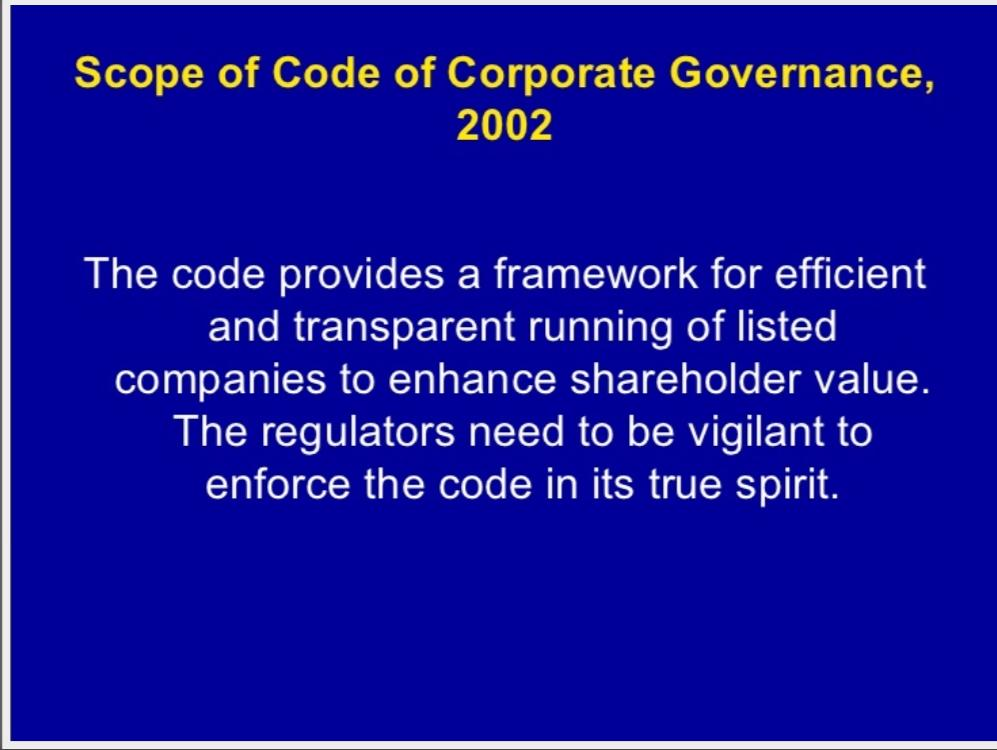 Scope of Code of Corporate Governance,
2002
The code provides a framework for efficient
and transparent running of listed
companies to enhance shareholder value.
The regulators need to be vigilant to
enforce the code in its true spirit.